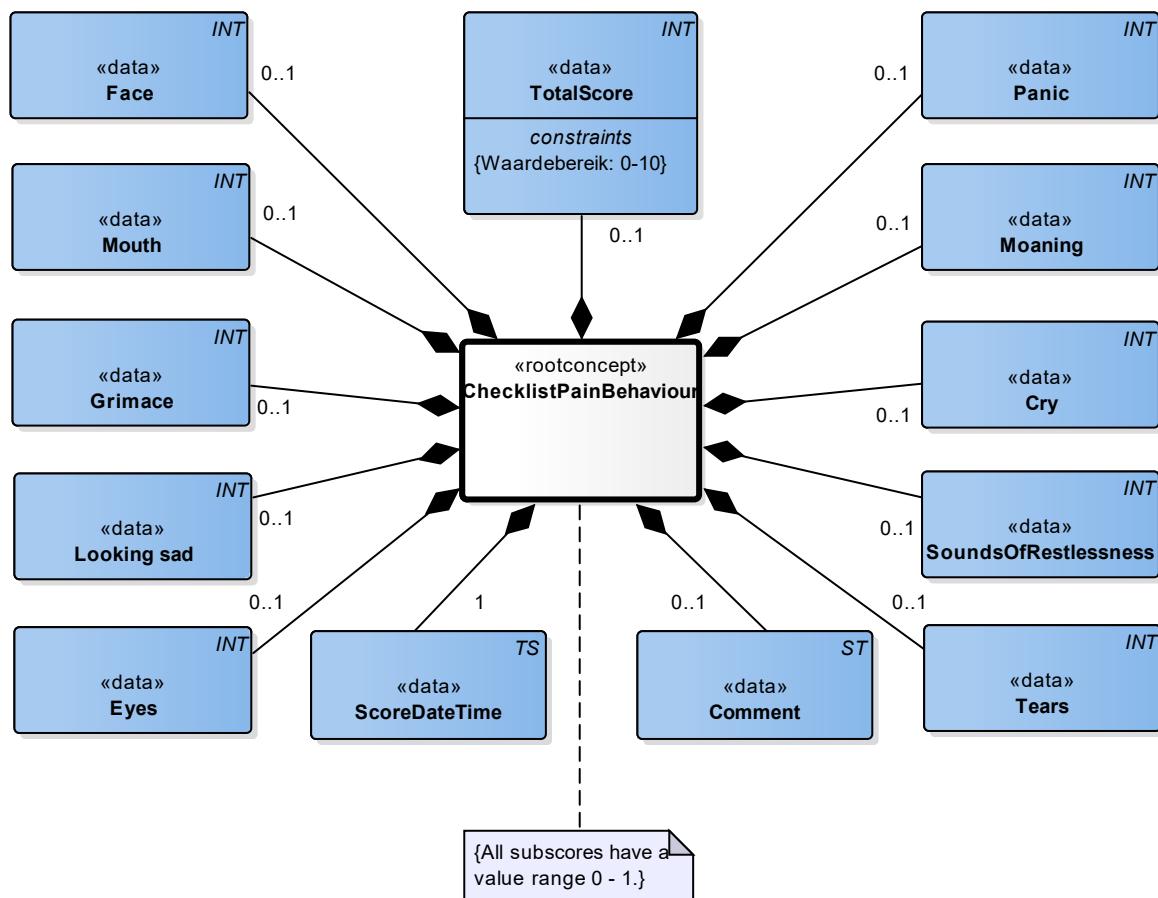 INT
«data»
Face
0..1
INT
«data»
TotalScore
constraints
{Waardebereik: 0-10}
0..1
INT
«data»
Panic
0..1
INT
«data»
Mouth
0..1
INT
«data»
Moaning
0..1
INT
«data»
Grimace
0..1
«rootconcept»
ChecklistPainBehaviour
INT
«data»
Cry
0..1
INT
«data»
Looking sad
0..1
INT
«data»
SoundsOfRestlessness
0..1
INT
«data»
Eyes
0..1
TS
«data»
ScoreDateTime
1
ST
«data»
Comment
0..1
INT
«data»
Tears
0..1
{All subscores have a
value range 0 - 1.}